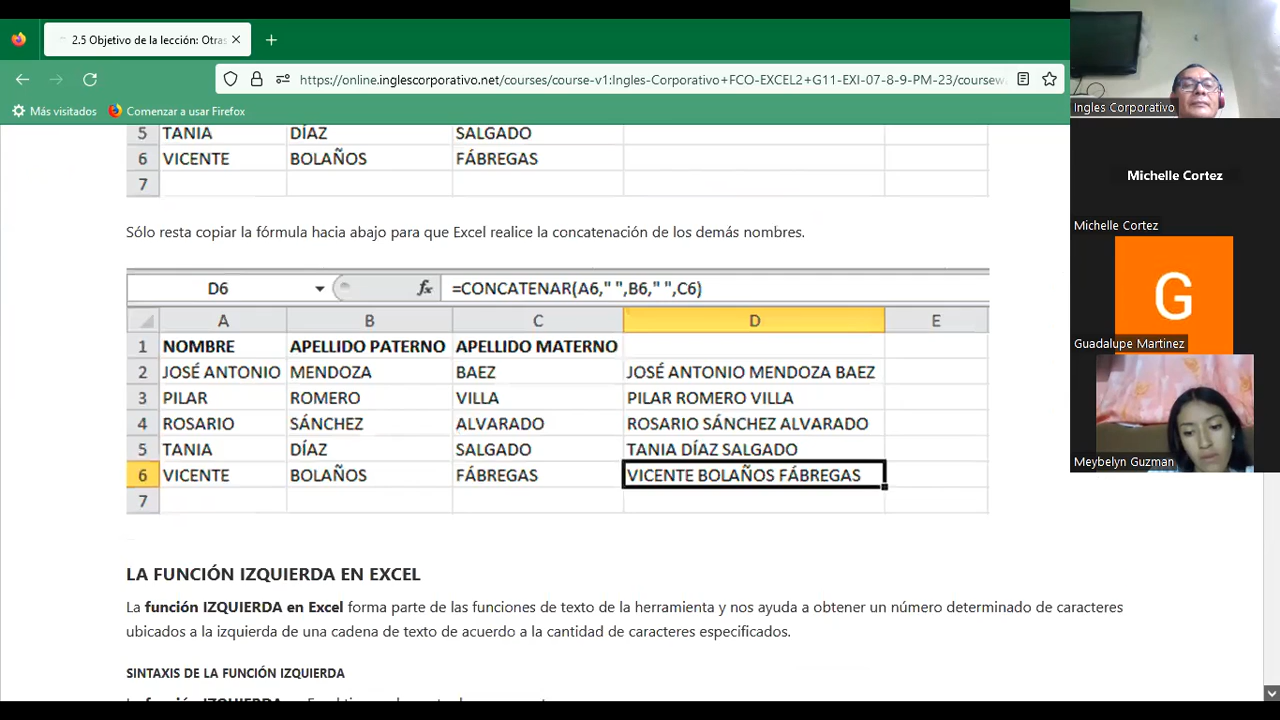 2.5 Objetivo de la lección: Otras
https://online.inglescorporativo.net/courses/course-v1:Ingles-Corporativo+FCO-EXCEL2+G11-EXI-07-8-9-PM-23/coursew
Más visitados Comenzar a usar Firefox
5 TANIA DÍAZ SALGADO
6 VICENTE BOLAÑOS FÁBREGAS
7
Sólo resta copiar la fórmula hacia abajo para que Excel realice la concatenación de los demás nombres.
D6 fx =CONCATENAR(A6," ",B6," ",C6)
A B C D E
1 NOMBRE APELLIDO PATERNO APELLIDO MATERNO
2 JOSÉ ANTONIO MENDOZA BAEZ JOSÉ ANTONIO MENDOZA BAEZ
3 PILAR ROMERO VILLA PILAR ROMERO VILLA
4 ROSARIO SÁNCHEZ ALVARADO ROSARIO SÁNCHEZ ALVARADO
5 TANIA DÍAZ SALGADO TANIA DÍAZ SALGADO
6 VICENTE BOLAÑOS FÁBREGAS VICENTE BOLAÑOS FÁBREGAS
7
LA FUNCIÓN IZQUIERDA EN EXCEL
La función IZQUIERDA en Excel forma parte de las funciones de texto de la herramienta y nos ayuda a obtener un número determinado de caracteres
ubicados a la izquierda de una cadena de texto de acuerdo a la cantidad de caracteres especificados.
SINTAXIS DE LA FUNCIÓN IZQUIERDA
Ingles Corporativo
Michelle Cortez
Michelle Cortez
G
Guadalupe Martinez
Meybelyn Guzman